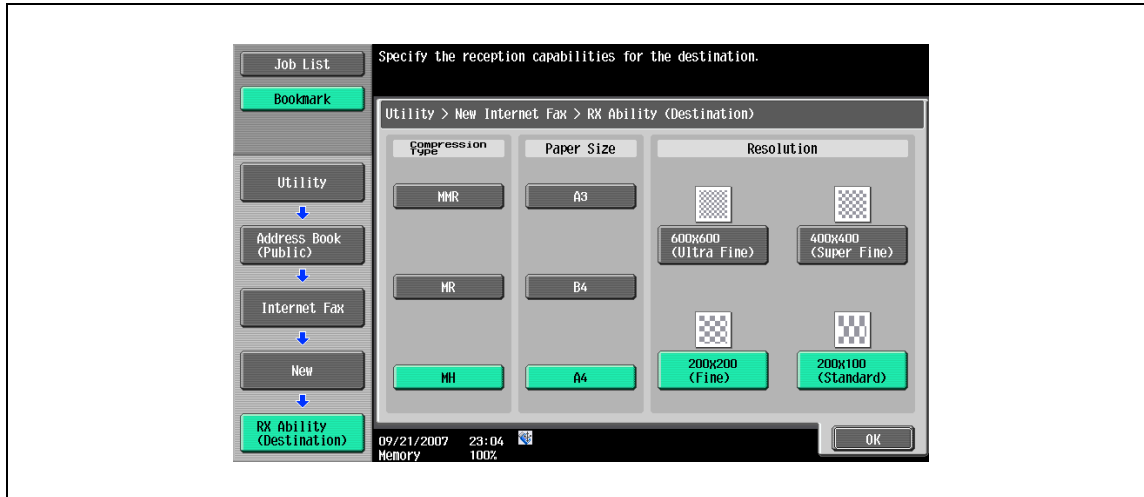 Job List
Bookmark
Utility
Address Book
(Public)
Internet Fax
New
RX Ability
(Destination)
Specify the reception capabilities for the destination.
Utility > New Internet Fax > RX Ability (Destination)
Compression
Type
Paper Size
Resolution
MMR
A3
600X600
(Ultra Fine)
400X400
(Super Fine)
MR
B4
MH
A4
200X200
(Fine)
200X100
(Standard)
09/21/2007 23:04
Memory 100%
OK